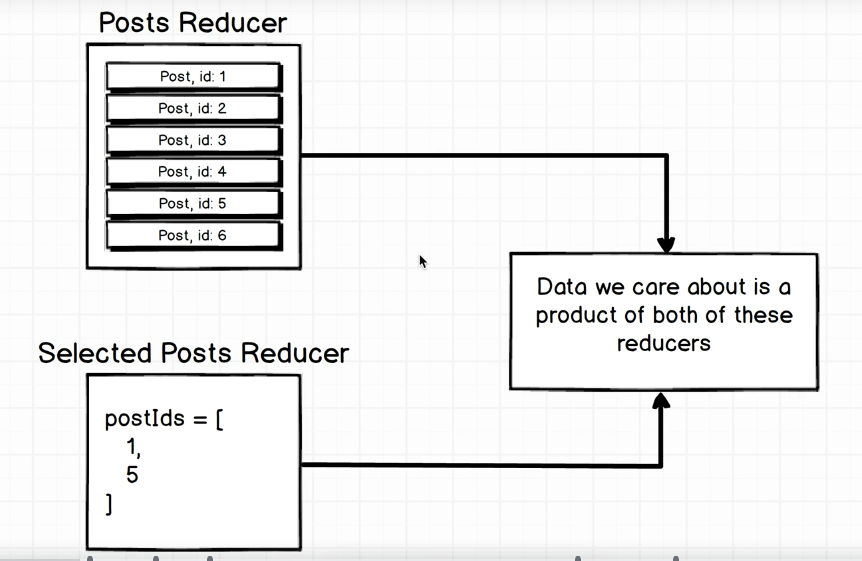 Posts Reducer
Post, id: 1
Post, id: 2
Post, id: 3
Post, id: 4
Post, id: 5
Post, id: 6
Data we care about is a
product of both of these
reducers
Selected Posts Reducer
postIds = [
1,
5
]